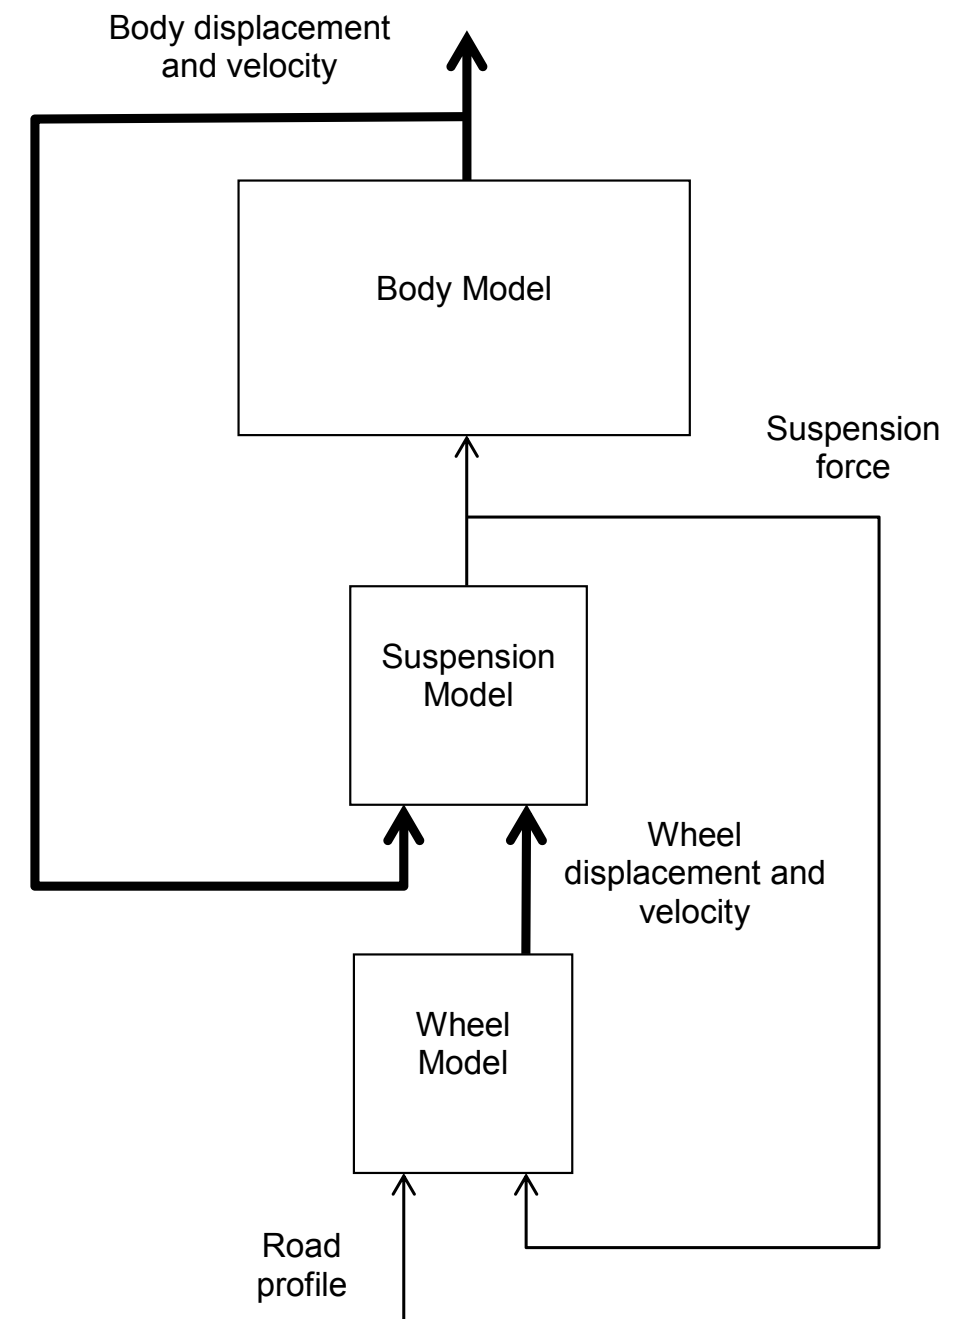 Body displacement
and velocity
Body Model
Suspension
force
Suspension
Model
Wheel
displacement and
velocity
Wheel
Model
Road
profile